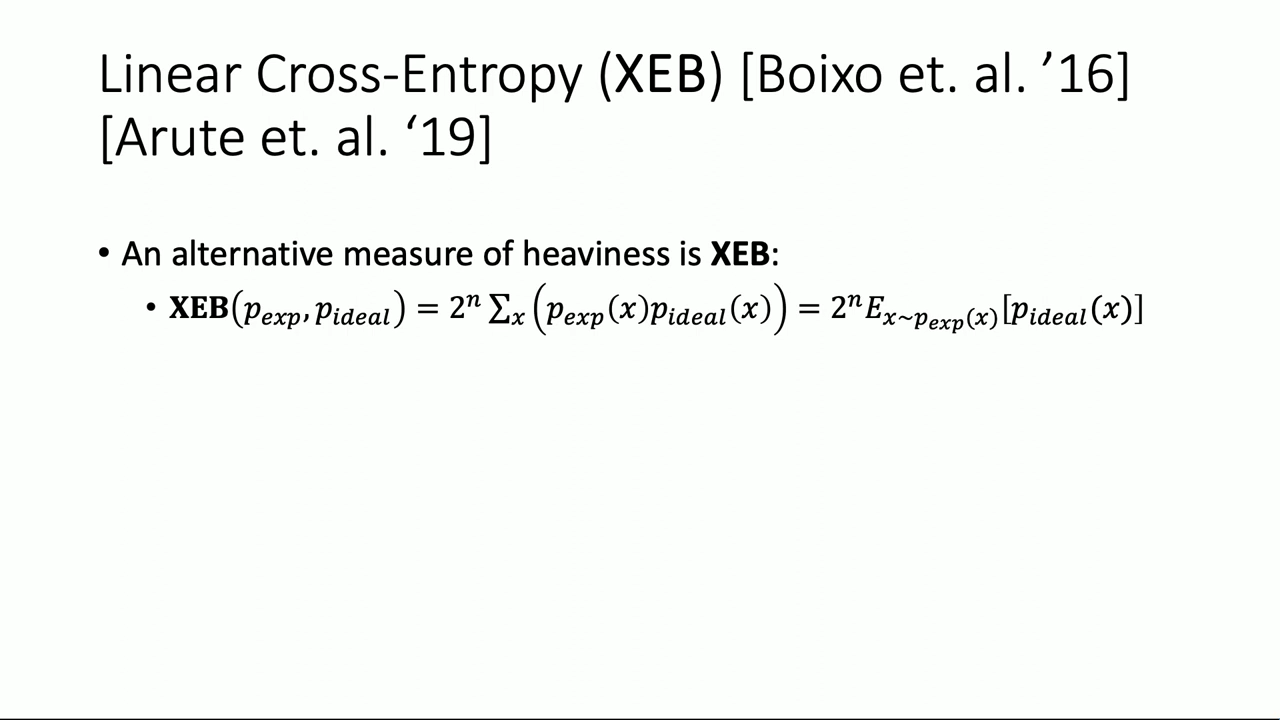 Linear Cross-Entropy (XEB) [Boixo et. al. ’16]
[Arute et. al. ‘19]
• An alternative measure of heaviness is XEB:
• XEB(p_exp, p_ideal) = 2^n ∑_x (p_exp(x)p_ideal(x)) = 2^n E_{x~p_exp(x)}[p_ideal(x)]